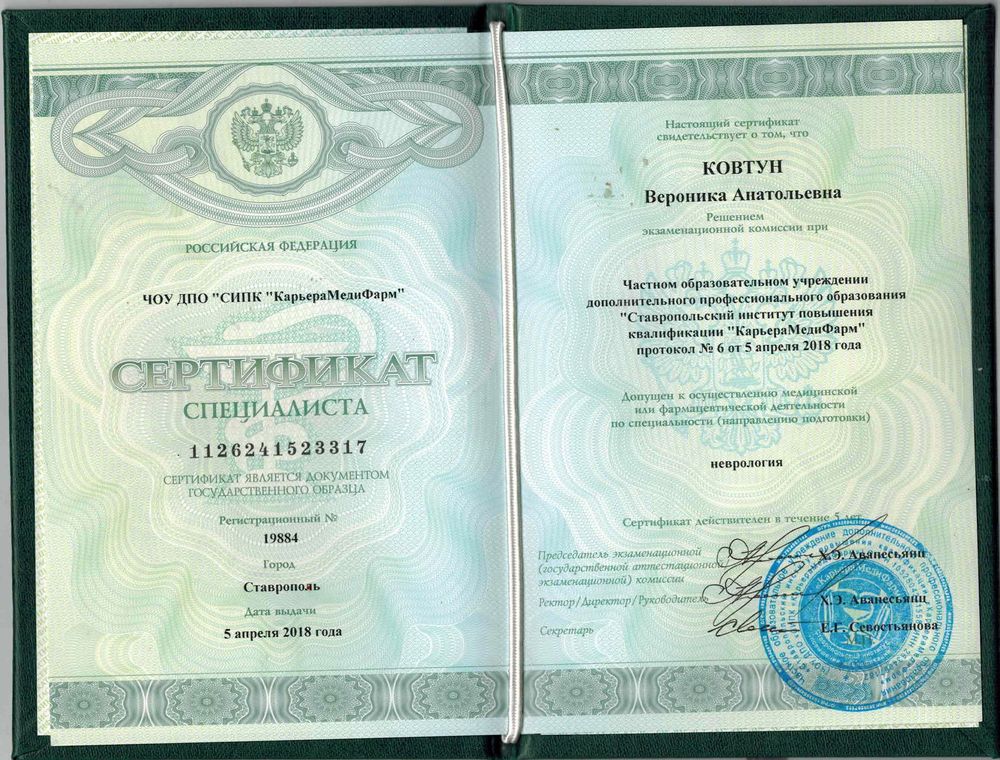 РОССИЙСКАЯ ФЕДЕРАЦИЯ
ЧОУ ДПО "СИПК "КарьераМедиФарм"
СЕРТИФИКАТ
СПЕЦИАЛИСТА
1126241523317
СЕРТИФИКАТ ЯВЛЯЕТСЯ ДОКУМЕНТОМ
ГОСУДАРСТВЕННОГО ОБРАЗЦА
Регистрационный №
19884
Город
Ставрополь
Дата выдачи
5 апреля 2018 года
Настоящий сертификат
свидетельствует о том, что
КОВТУН
Вероника Анатольевна
Решением
экзаменационной комиссии при
Частном образовательном учреждении
дополнительного профессионального образования
"Ставропольский институт повышения
квалификации "КарьераМедиФарм"
протокол № 6 от 5 апреля 2018 года
Допущен к осуществлению медицинской
или фармацевтической деятельности
по специальности (направлению подготовки)
неврология
Сертификат действителен в течение 5 лет
Председатель экзаменационной
(государственной аттестационной
экзаменационной) комиссии
Х.Э. Аванесьянц
Ректор/Директор/Руководитель
Х.Э. Аванесьянц
Секретарь
Е.Г. Севостьянова
М.П.
КарьераМедиФарм